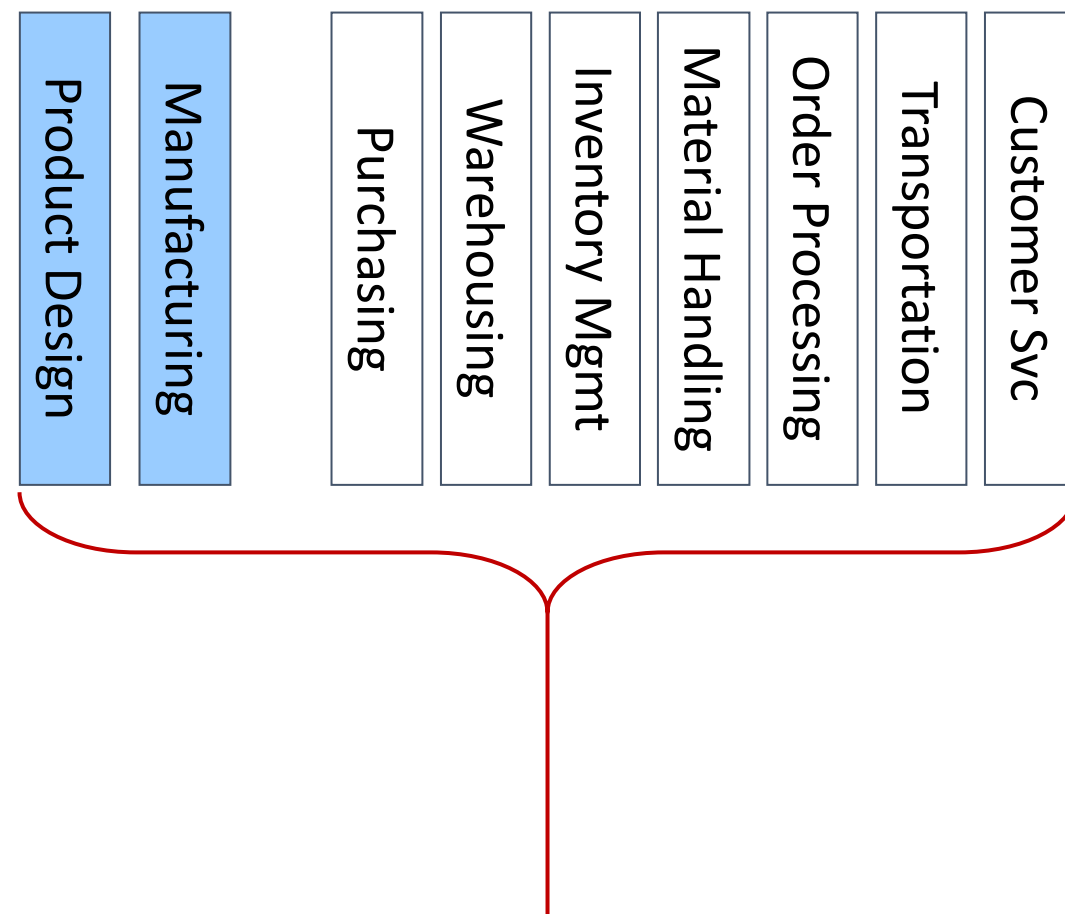 Product Design
Manufacturing
Purchasing
Warehousing
Inventory Mgmt
Material Handling
Order Processing
Transportation
Customer Svc